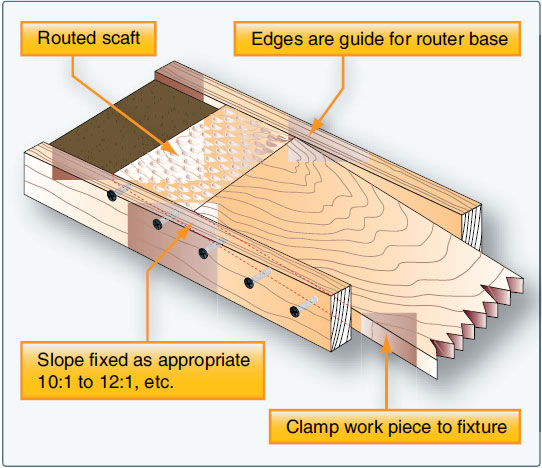 Routed scaft
Edges are guide for router base
Slope fixed as appropriate
10:1 to 12:1, etc.
Clamp work piece to fixture